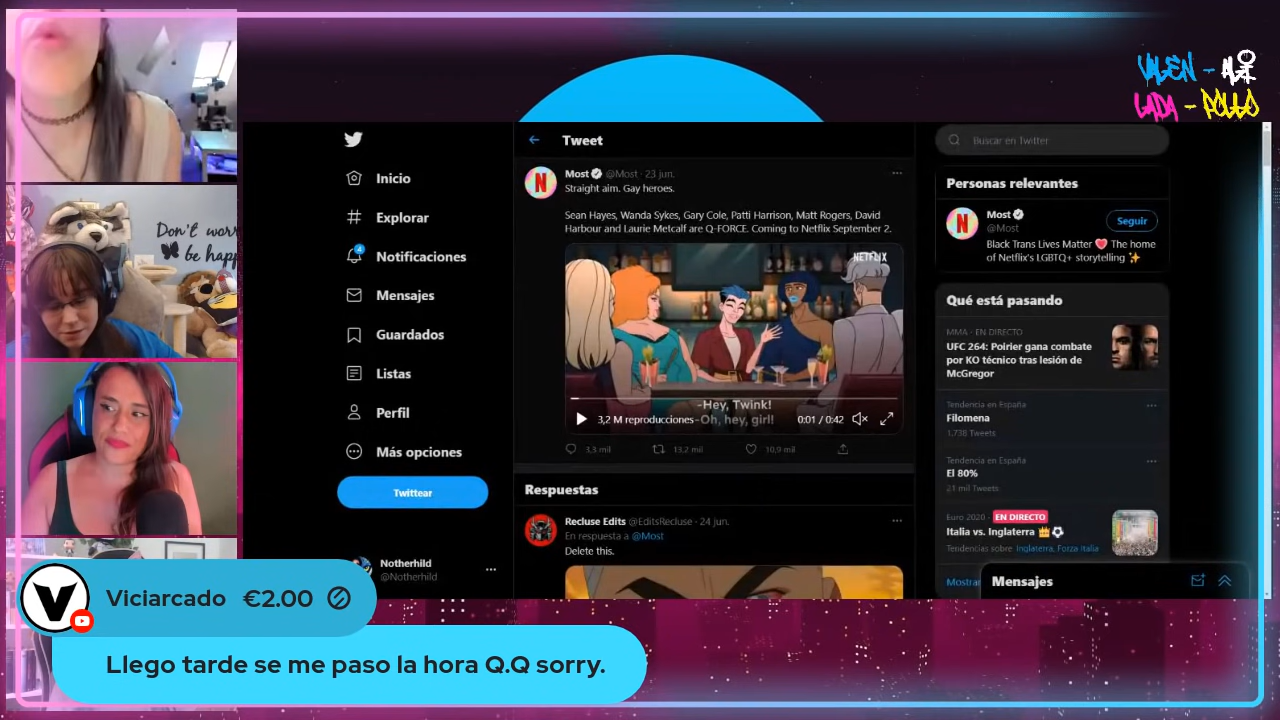 VALEN - ALI
LADA - POLLO
Don't worr
be happ
Inicio
Explorar
4
Notificaciones
Mensajes
Guardados
Listas
Perfil
Más opciones
Twittear
Notherhild
@Notherhild
Tweet
Most @Most · 23 jun.
Straight aim. Gay heroes.
Sean Hayes, Wanda Sykes, Gary Cole, Patti Harrison, Matt Rogers, David
Harbour and Laurie Metcalf are Q-FORCE. Coming to Netflix September 2.
NETFLIX
-Hey, Twink!
-Oh, hey, girl!
3,2 M reproducciones
0:01 / 0:42
3,3 mil
13,2 mil
10,9 mil
Respuestas
Recluse Edits @EditsRecluse · 24 jun.
En respuesta a @Most
Delete this.
Buscar en Twitter
Personas relevantes
Most
@Most
Seguir
Black Trans Lives Matter ❤️ The home
of Netflix's LGBTQ+ storytelling ✨
Qué está pasando
MMA · EN DIRECTO
UFC 264: Poirier gana combate
por KO técnico tras lesión de
McGregor
Tendencia en España
Filomena
1.738 Tweets
Tendencia en España
El 80%
21 mil Tweets
Euro 2020 · EN DIRECTO
Italia vs. Inglaterra 👑⚽
Tendencias sobre Inglaterra, Forza Italia
Mostrar
Mensajes
V
Viciarcado €2.00
Llego tarde se me paso la hora Q.Q sorry.